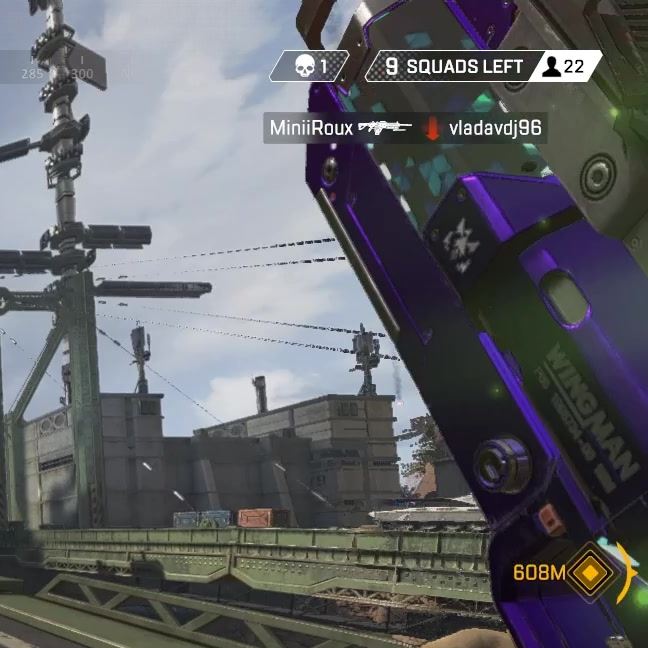 285 300
1
9 SQUADS LEFT 22
MiniiRoux vladavdj96
WINGMAN
608M